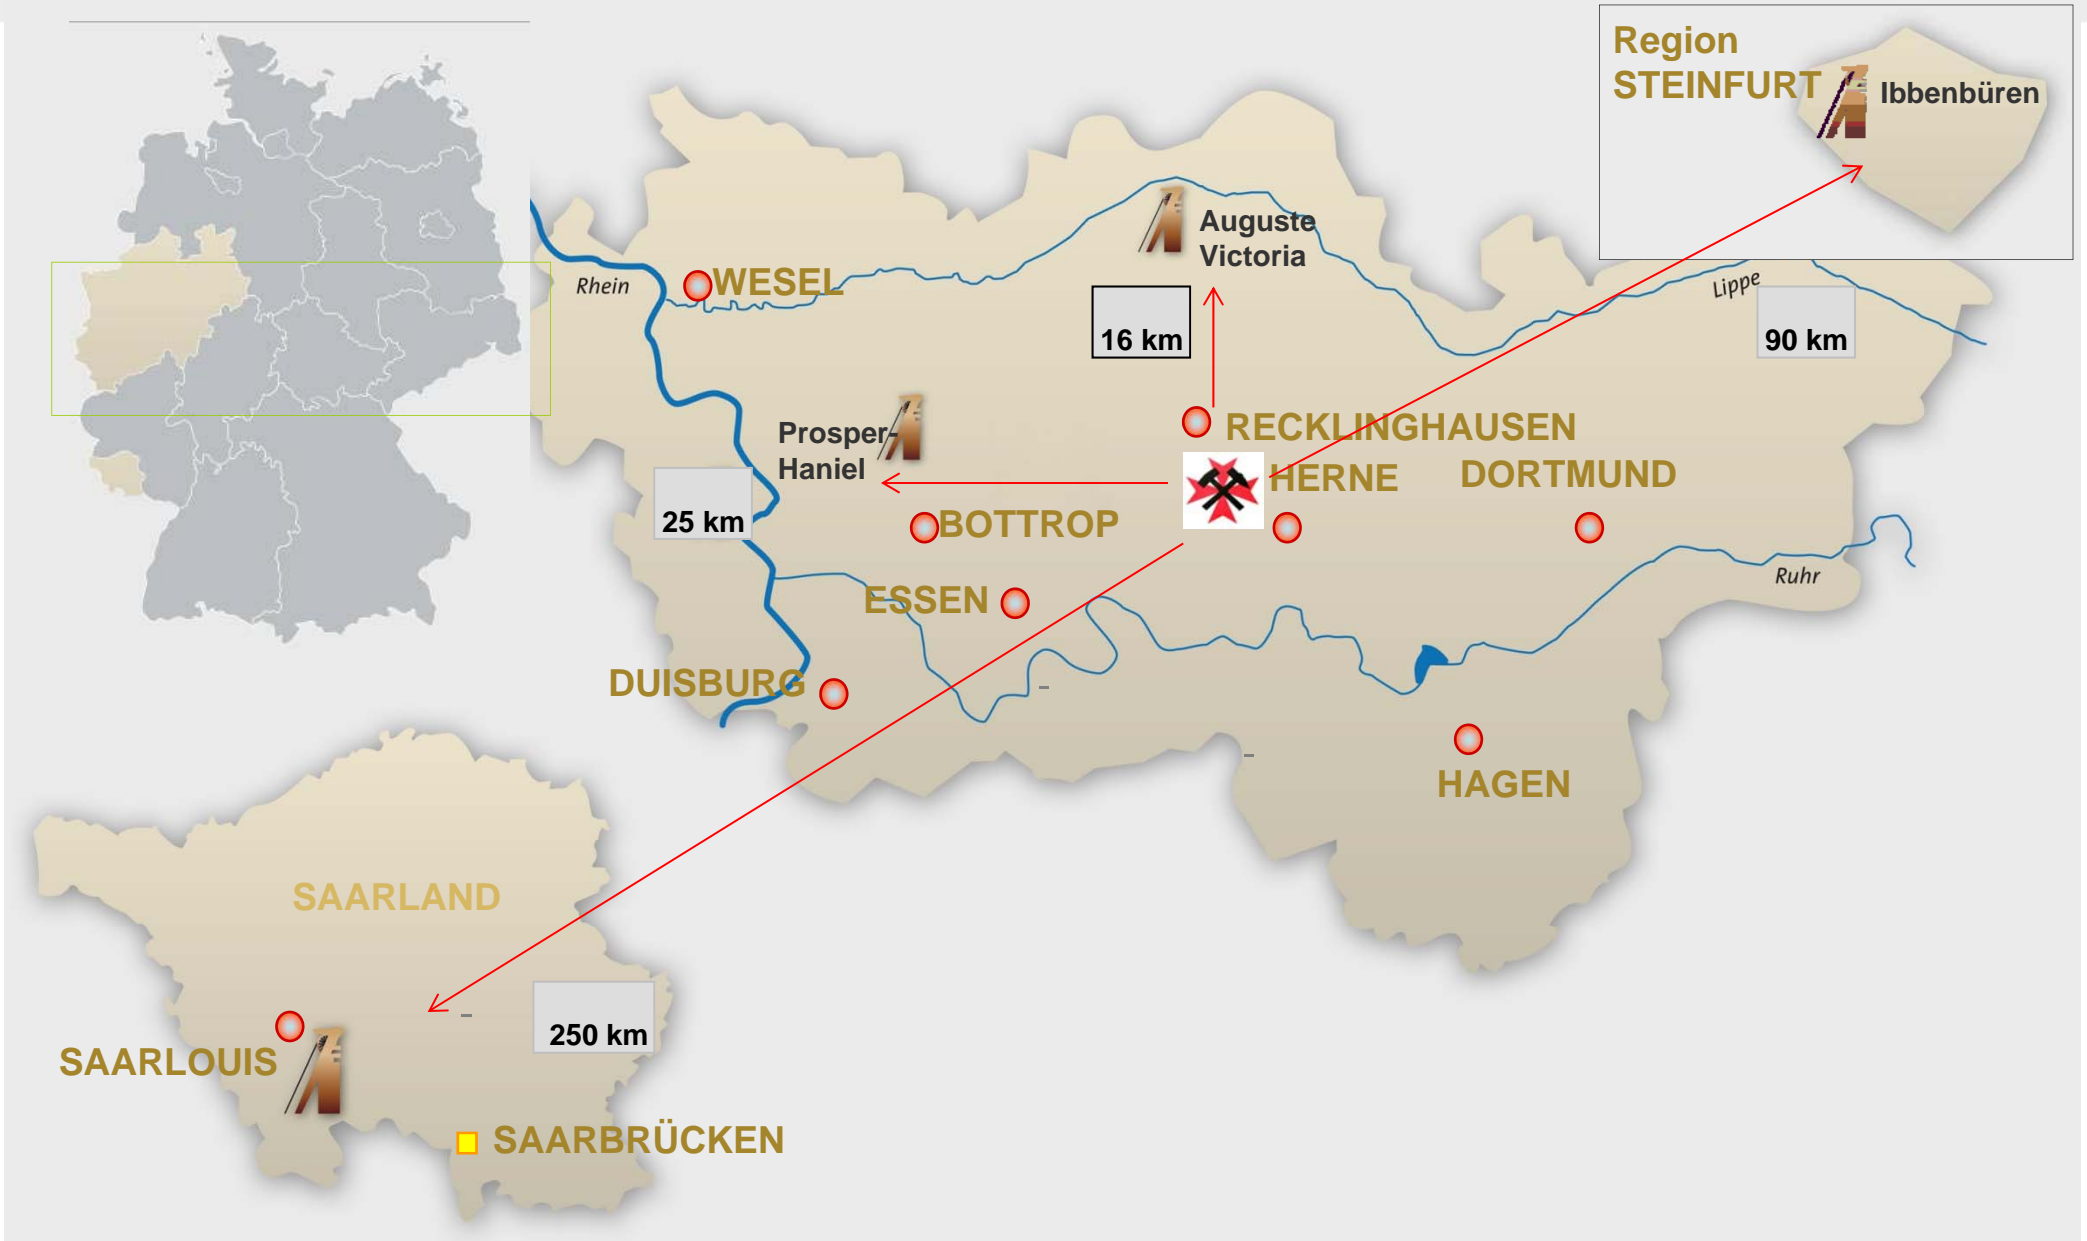 Region
STEINFURT
Ibbenbüren
Auguste
Victoria
Rhein
WESEL
Lippe
16 km
90 km
Prosper-
Haniel
RECKLINGHAUSEN
HERNE
DORTMUND
25 km
BOTTROP
Ruhr
ESSEN
DUISBURG
HAGEN
SAARLAND
250 km
SAARLOUIS
SAARBRÜCKEN